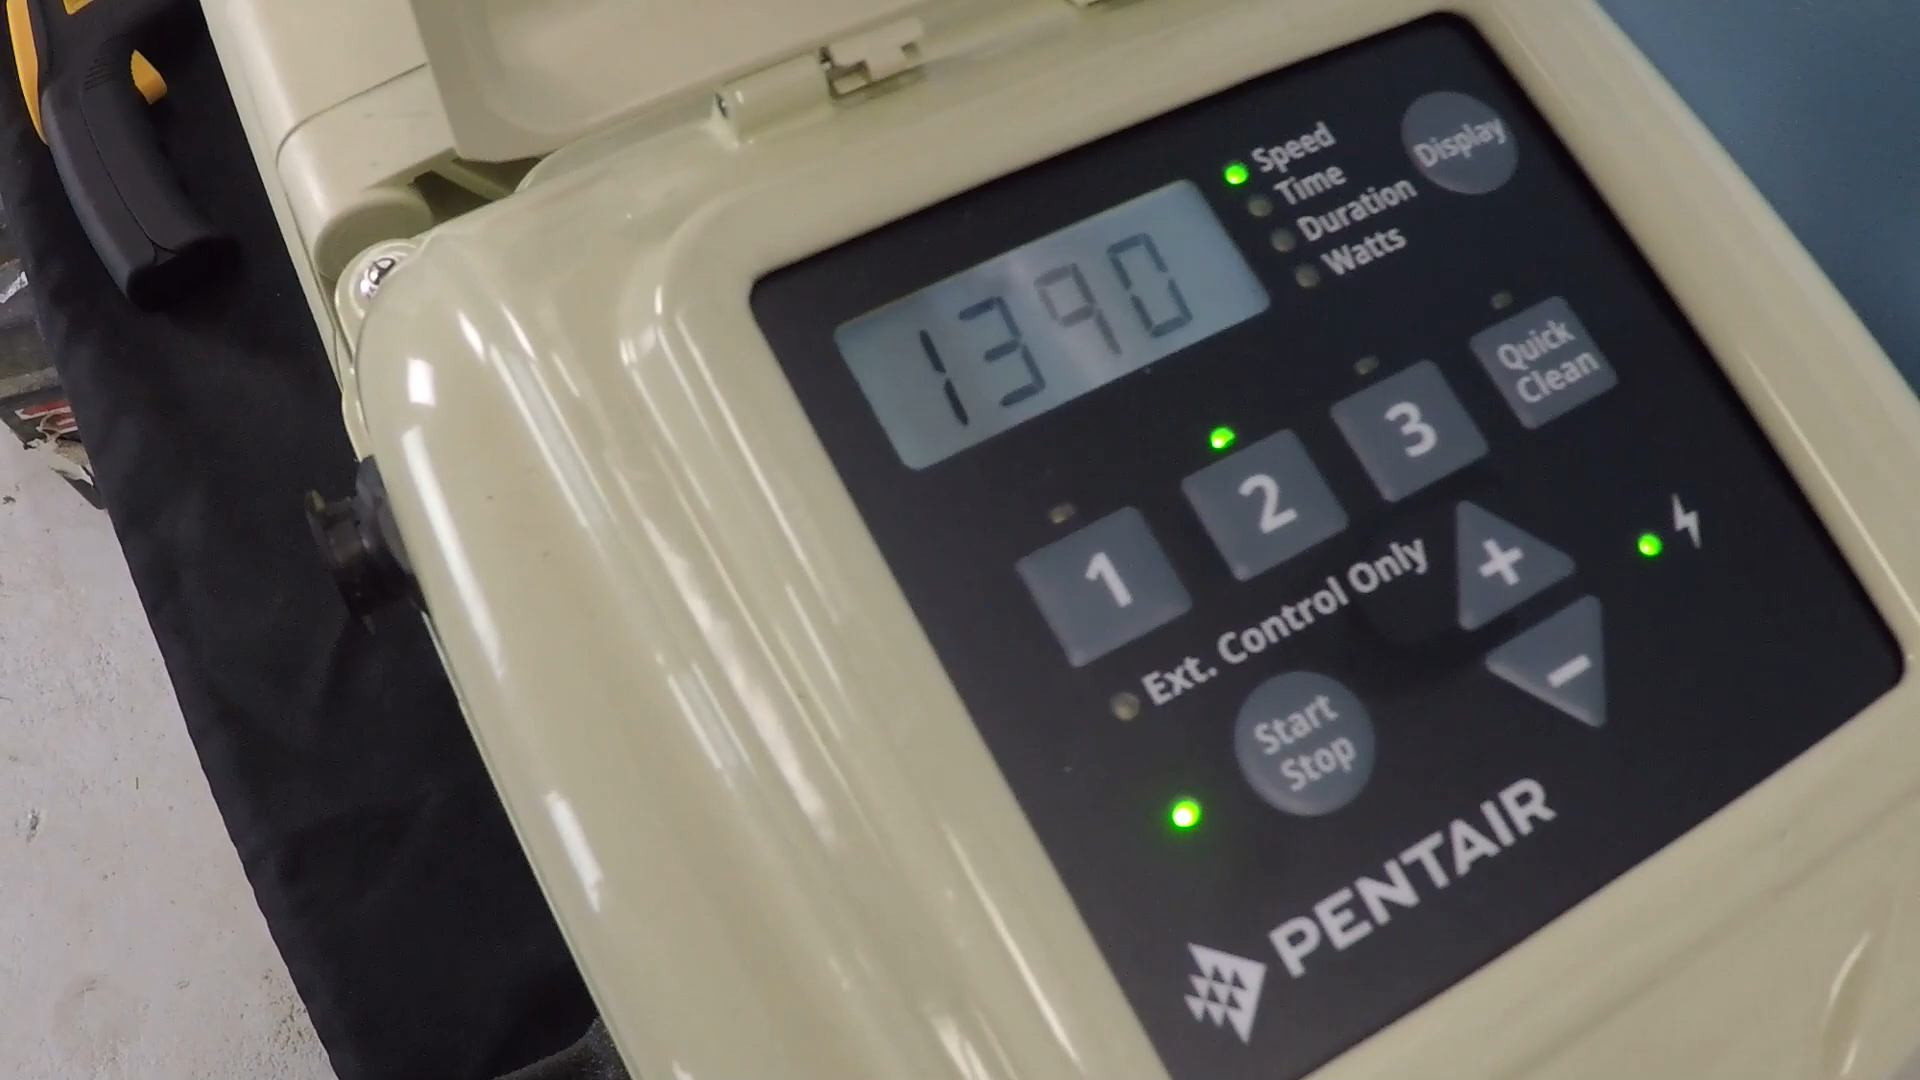 1390
Speed
Time
Duration
Watts
Display
1
2
3
Quick
Clean
+
-
Ext. Control Only
Start
Stop
PENTAIR